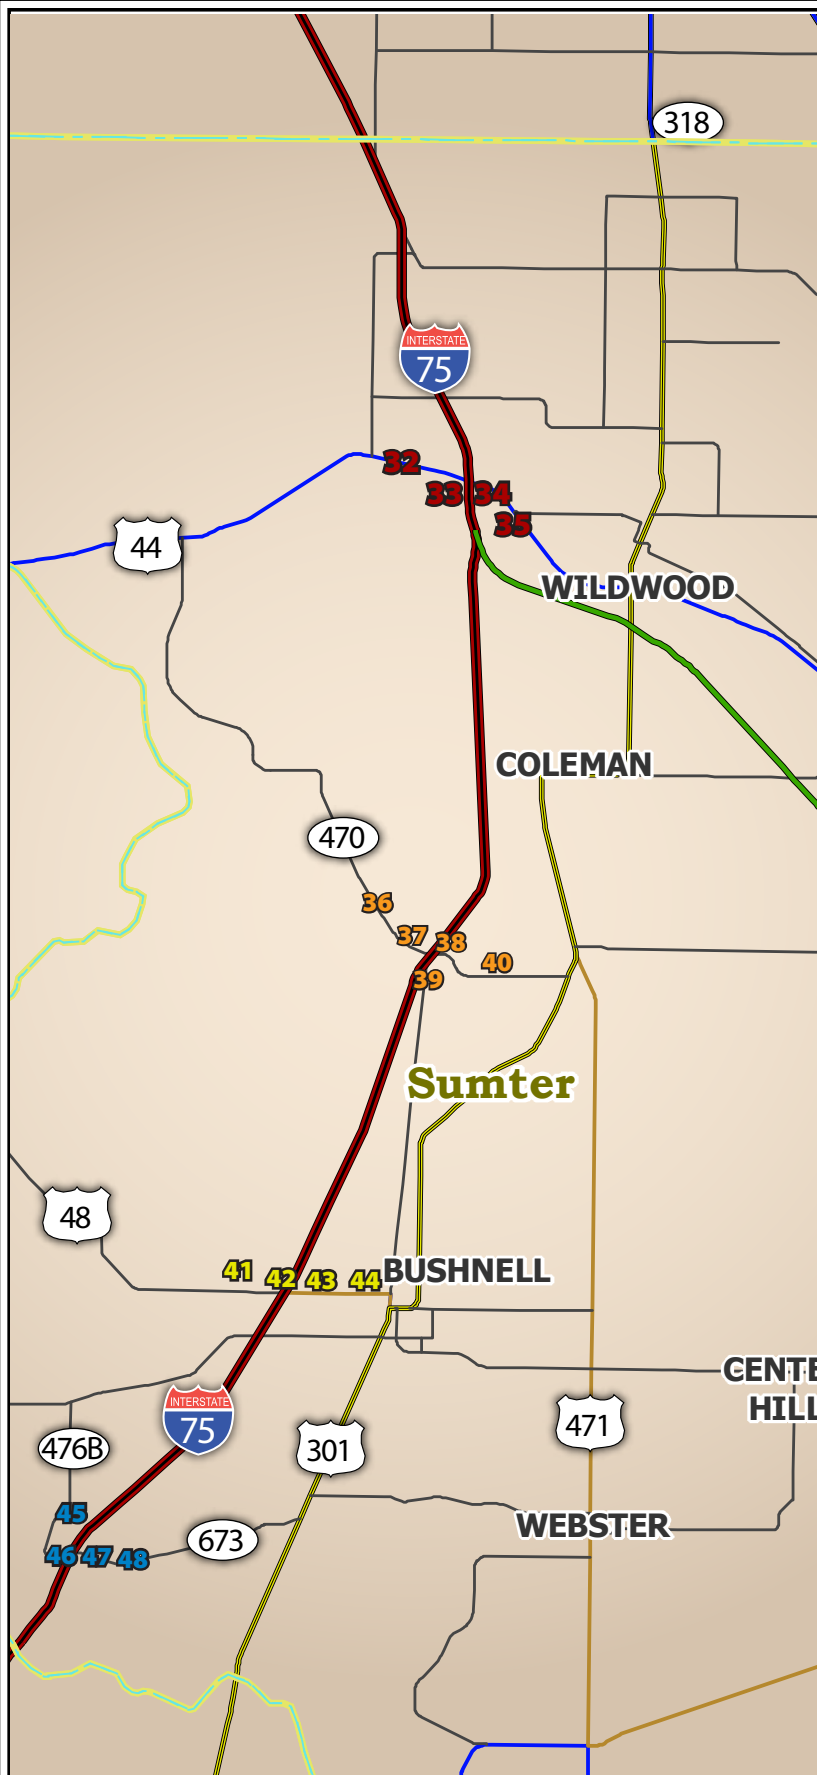 318
INTERSTATE
75
32
33
34
35
44
WILDWOOD
COLEMAN
470
36
37
38
40
39
Sumter
48
41
42
43
44
BUSHNELL
CENTE
HILL
INTERSTATE
75
471
476B
301
45
WEBSTER
673
46
47
48